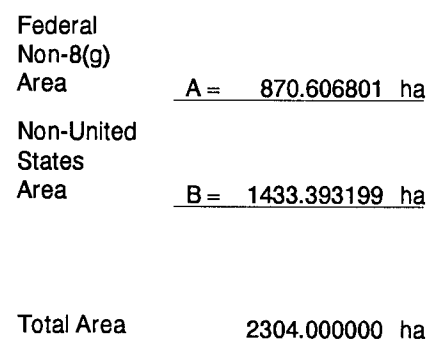 Federal
Non-8(g)
Area A = 870.606801 ha
Non-United
States
Area B = 1433.393199 ha
Total Area 2304.000000 ha